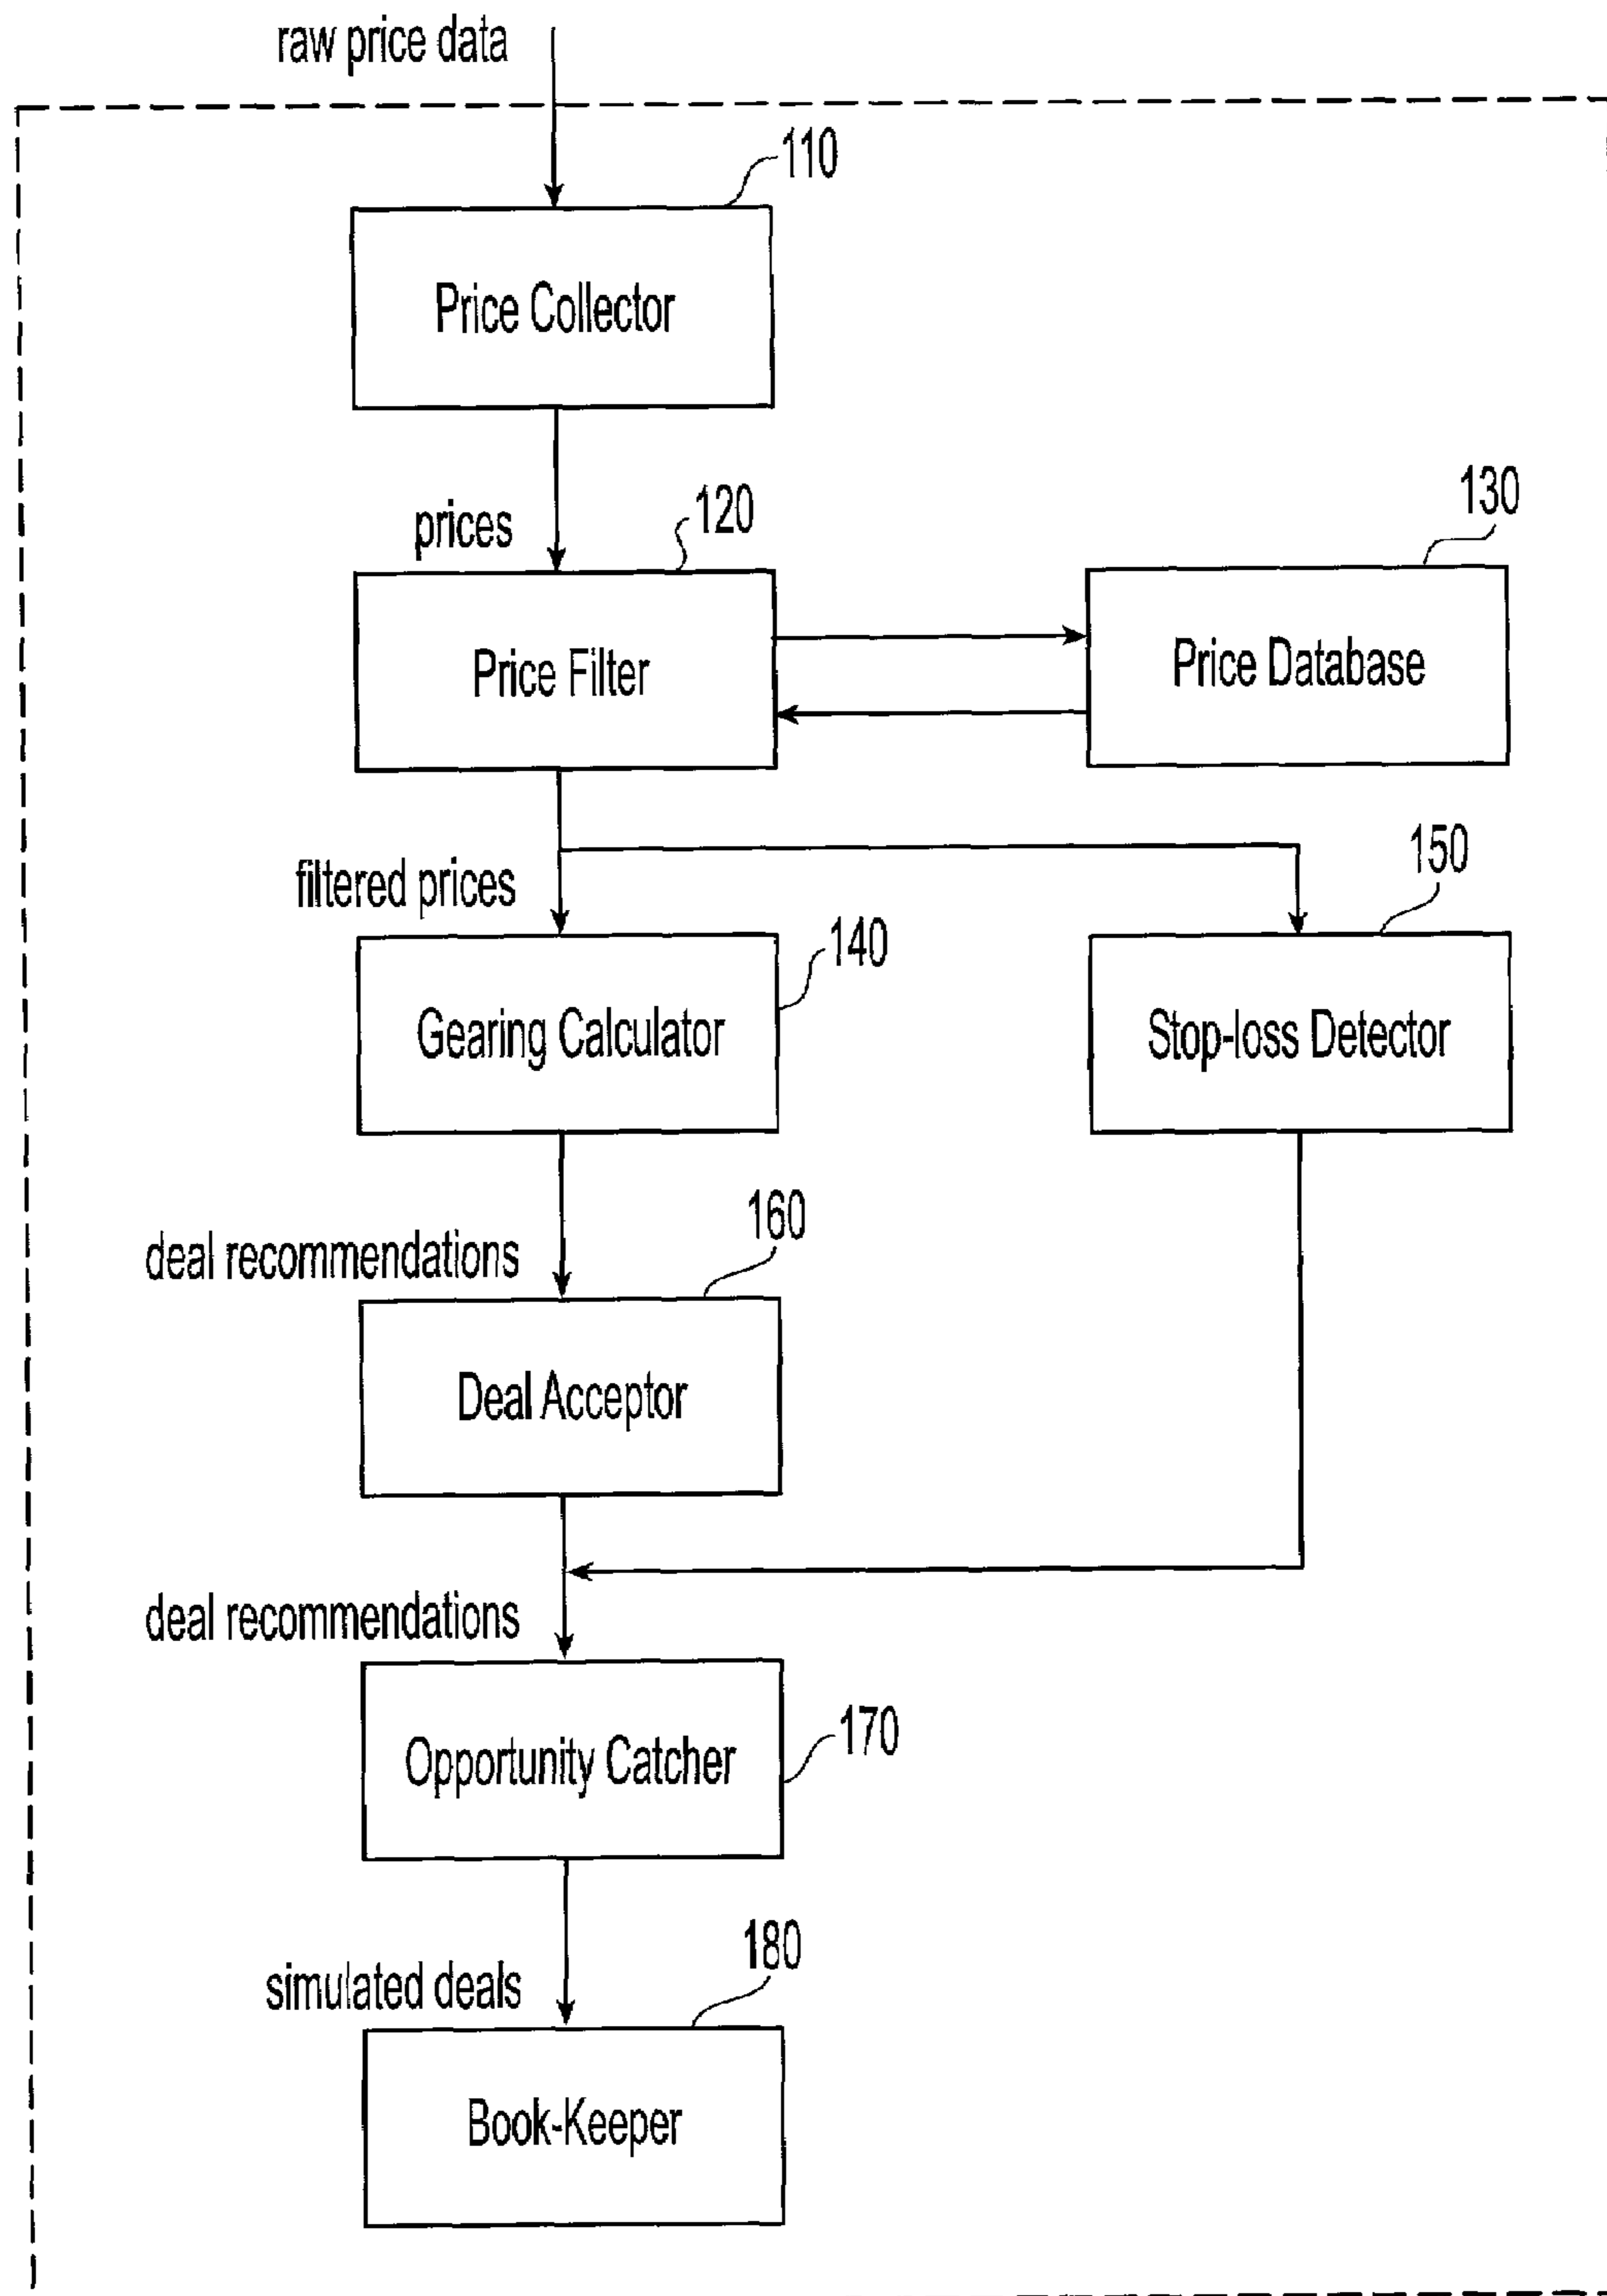 raw price data
110
Price Collector
prices
120
130
Price Filter
Price Database
filtered prices
150
140
Gearing Calculator
Stop-loss Detector
deal recommendations
160
Deal Acceptor
deal recommendations
170
Opportunity Catcher
simulated deals
180
Book-Keeper